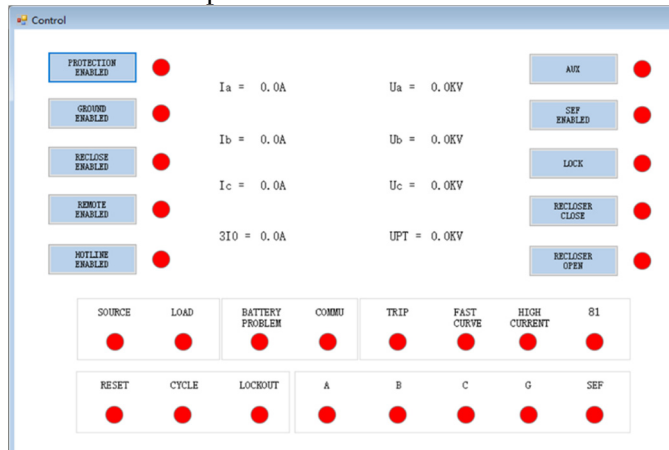 Control
PROTECTION
ENABLED
Ia = 0.0A
Ua = 0.0KV
AUX
GROUND
ENABLED
SEF
ENABLED
Ib = 0.0A
Ub = 0.0KV
RECLOSE
ENABLED
LOCK
Ic = 0.0A
Uc = 0.0KV
REMOTE
ENABLED
RECLOSER
CLOSE
3I0 = 0.0A
UPT = 0.0KV
HOTLINE
ENABLED
RECLOSER
OPEN
SOURCE LOAD BATTERY COMMU TRIP FAST HIGH 81
PROBLEM CURVE CURRENT
RESET CYCLE LOCKOUT A B C G SEF